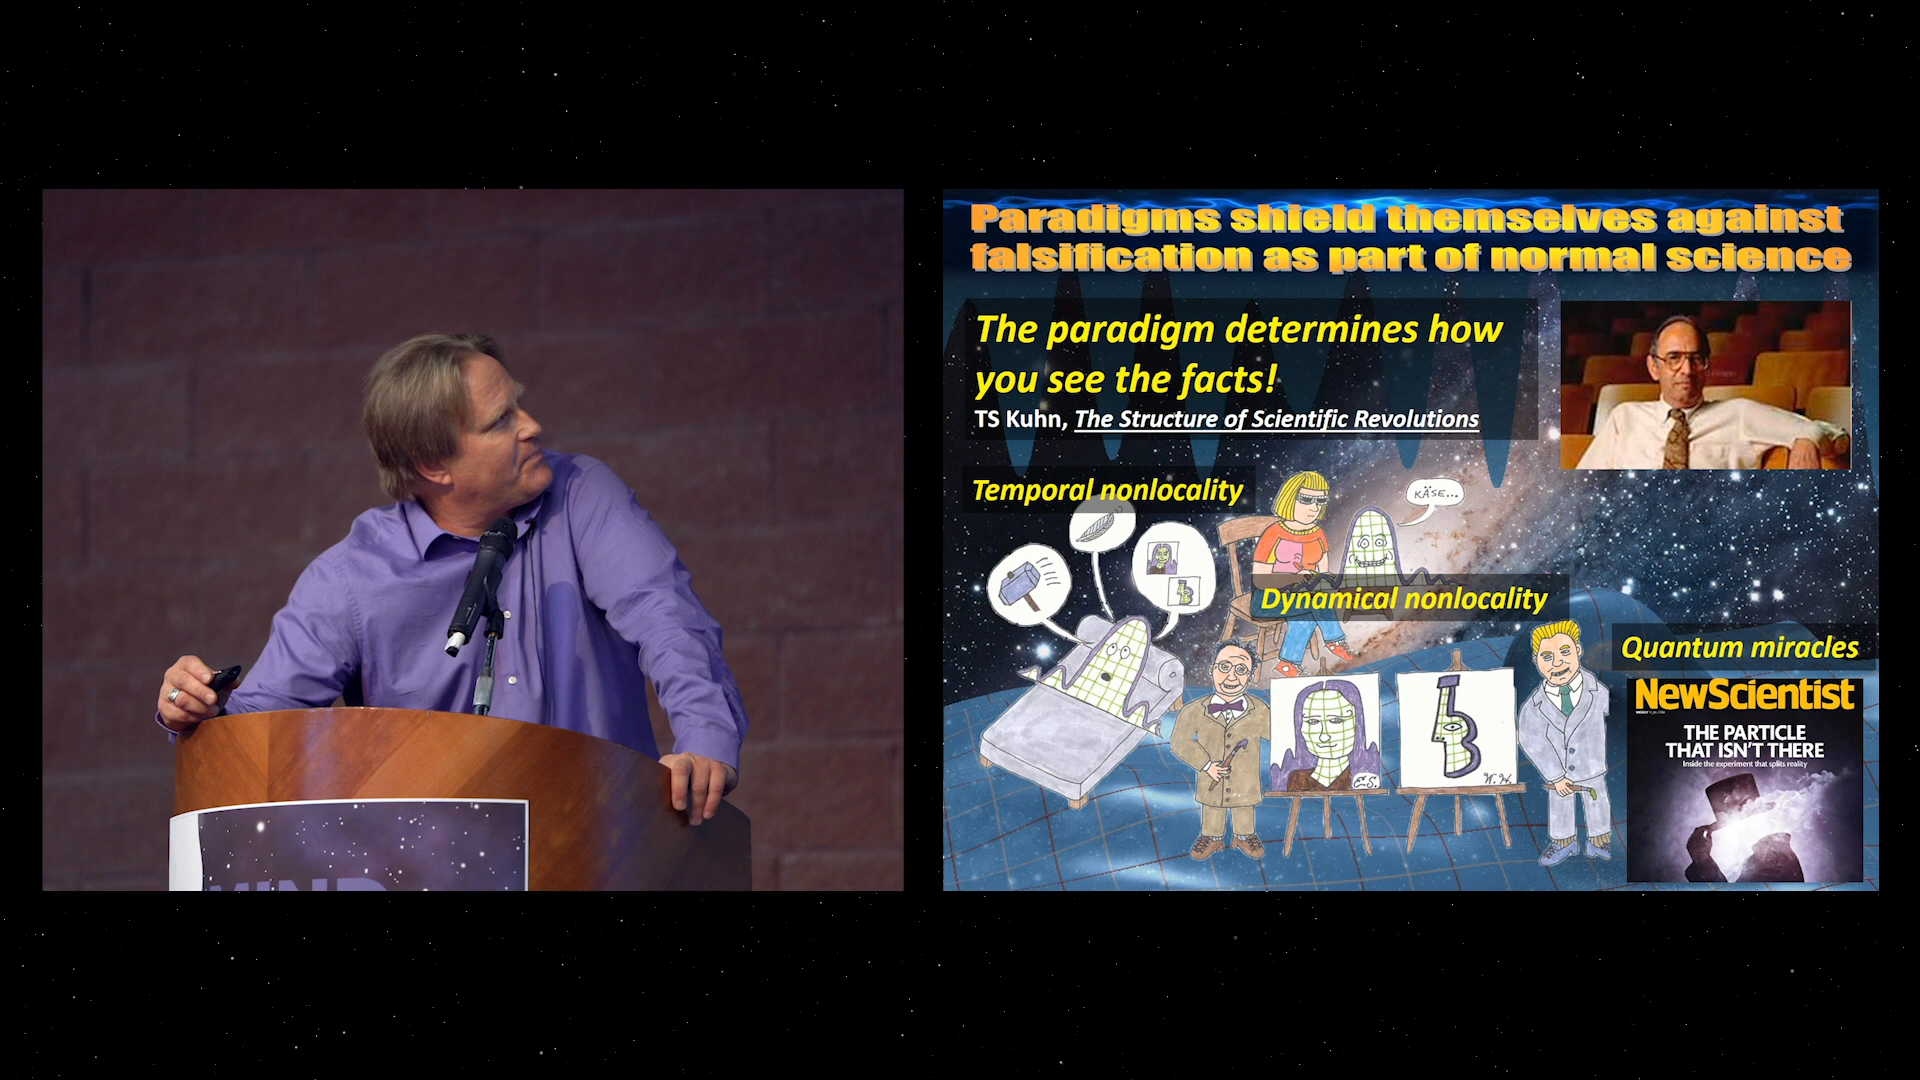 Paradigms shield themselves against
falsification as part of normal science
The paradigm determines how
you see the facts!
TS Kuhn, The Structure of Scientific Revolutions
Temporal nonlocality
KÄSE...
Dynamical nonlocality
Quantum miracles
NewScientist
THE PARTICLE
THAT ISN'T THERE
Inside the experiment that splits reality
E.S.
W.H.
MIND